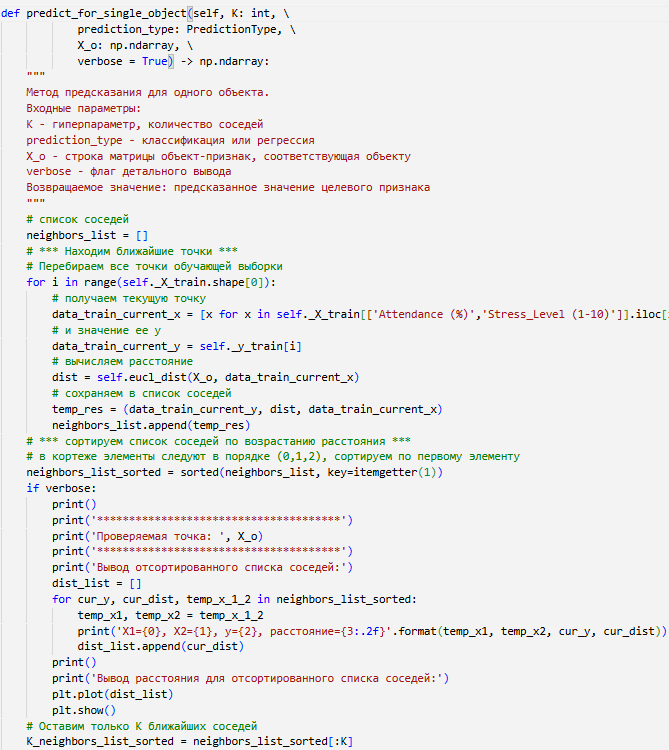 def predict_for_single_object(self, K: int, \
prediction_type: PredictionType, \
X_o: np.ndarray, \
verbose = True) -> np.ndarray:
"""
Метод предсказания для одного объекта.
Входные параметры:
K - гиперпараметр, количество соседей
prediction_type - классификация или регрессия
X_o - строка матрицы объект-признак, соответствующая объекту
verbose - флаг детального вывода
Возвращаемое значение: предсказанное значение целевого признака
"""
# список соседей
neighbors_list = []
# *** Находим ближайшие точки ***
# Перебираем все точки обучающей выборки
for i in range(self._X_train.shape[0]):
# получаем текущую точку
data_train_current_x = [x for x in self._X_train[['Attendance (%)','Stress_Level (1-10)']].iloc[
# и значение ее y
data_train_current_y = self._y_train[i]
# вычисляем расстояние
dist = self.eucl_dist(X_o, data_train_current_x)
# сохраняем в список соседей
temp_res = (data_train_current_y, dist, data_train_current_x)
neighbors_list.append(temp_res)
# *** сортируем список соседей по возрастанию расстояния ***
# в кортеже элементы следуют в порядке (0,1,2), сортируем по первому элементу
neighbors_list_sorted = sorted(neighbors_list, key=itemgetter(1))
if verbose:
print()
print('**************************************')
print('Проверяемая точка: ', X_o)
print('**************************************')
print('Вывод отсортированного списка соседей:')
dist_list = []
for cur_y, cur_dist, temp_x_1_2 in neighbors_list_sorted:
temp_x1, temp_x2 = temp_x_1_2
print('X1={0}, X2={1}, y={2}, расстояние={3:.2f}'.format(temp_x1, temp_x2, cur_y, cur_dist))
dist_list.append(cur_dist)
print()
print('Вывод расстояния для отсортированного списка соседей:')
plt.plot(dist_list)
plt.show()
# Оставим только K ближайших соседей
K_neighbors_list_sorted = neighbors_list_sorted[:K]